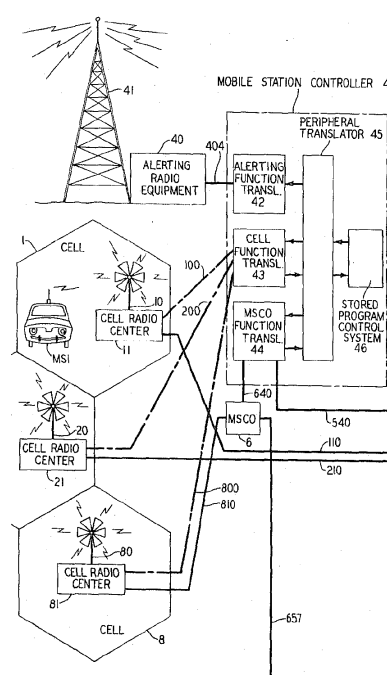 MOBILE STATION CONTROLLER 4
41
PERIPHERAL
TRANSLATOR 45
40
404
ALERTING
RADIO
EQUIPMENT
ALERTING
FUNCTION
TRANSL.
42
1
CELL
100
CELL
FUNCTION
TRANSL.
43
10
200
CELL RADIO
CENTER
11
MS1
MSCO
FUNCTION
TRANSL.
44
STORED
PROGRAM
CONTROL
SYSTEM
46
640
540
20
MSCO
6
CELL RADIO
CENTER
21
110
210
800
810
80
CELL RADIO
CENTER
81
CELL
8
657